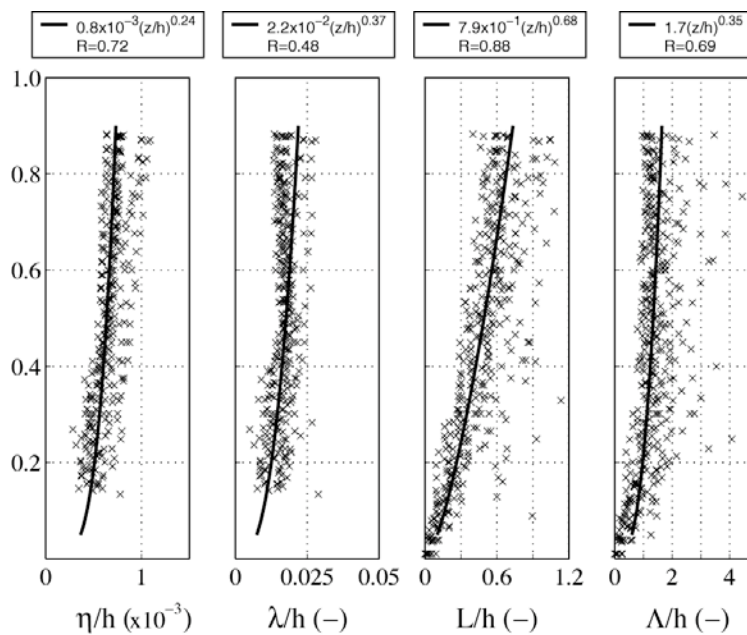 0.8x10⁻³(z/h)⁰·²⁴
R=0.72
2.2x10⁻²(z/h)⁰·³⁷
R=0.48
7.9x10⁻¹(z/h)⁰·⁶⁸
R=0.88
1.7(z/h)⁰·³⁵
R=0.69
1.0
0.8
0.6
0.4
0.2
0 1
0 0.025 0.05
0 0.6 1.2
0 2 4
η/h (x10⁻³)
λ/h (–)
L/h (–)
Λ/h (–)